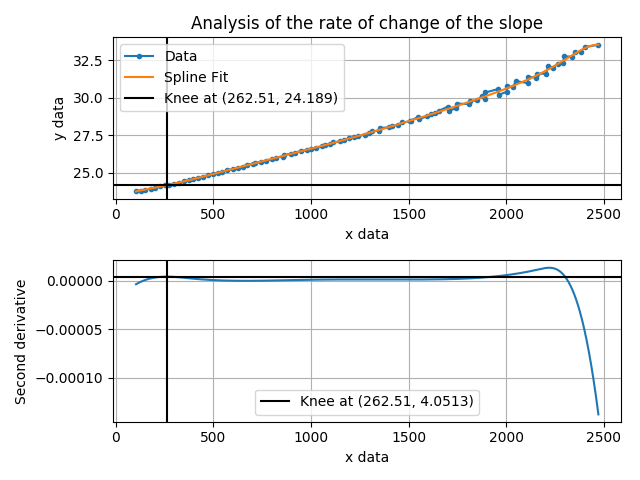 Analysis of the rate of change of the slope
Data
Spline Fit
Knee at (262.51, 24.189)
y data
32.5
30.0
27.5
25.0
0 500 1000 1500 2000 2500
x data
Second derivative
0.00000
−0.00005
−0.00010
Knee at (262.51, 4.0513)
0 500 1000 1500 2000 2500
x data